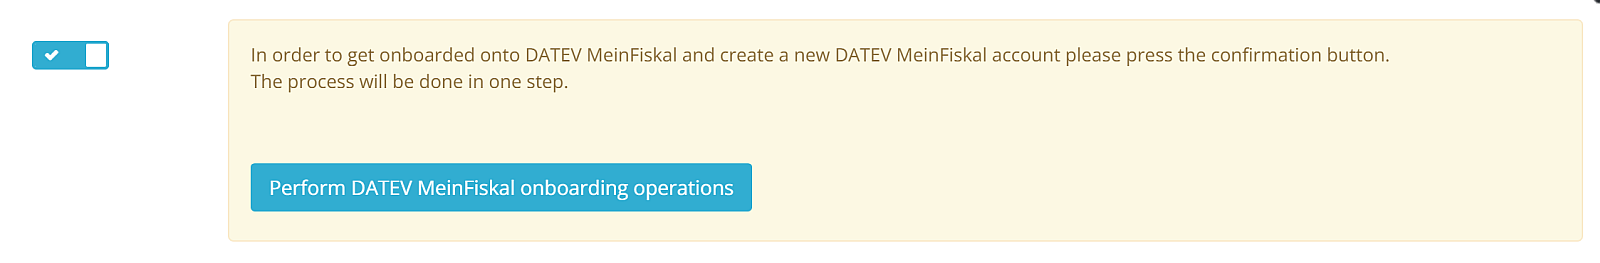 In order to get onboarded onto DATEV MeinFiskal and create a new DATEV MeinFiskal account please press the confirmation button.
The process will be done in one step.
Perform DATEV MeinFiskal onboarding operations